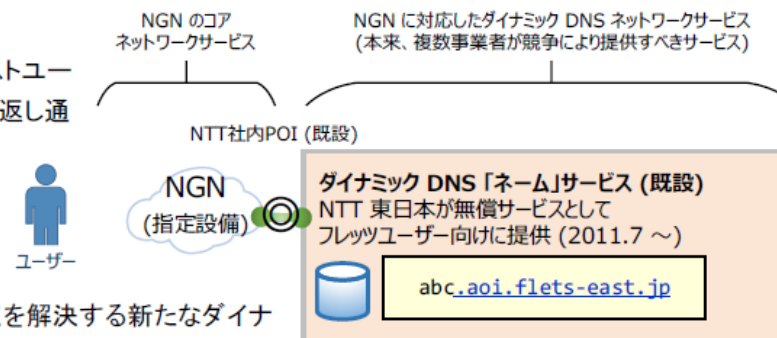 NGN のコア
ネットワークサービス
NGN に対応したダイナミック DNS ネットワークサービス
(本来、複数事業者が競争により提供すべきサービス)
トユー
返し通
NTT社内POI (既設)
NGN
(指定設備)
ユーザー
ダイナミック DNS 「ネーム」サービス (既設)
NTT 東日本が無償サービスとして
フレッツユーザー向けに提供 (2011.7 ～)
abc.aoi.flets-east.jp
を解決する新たなダイナ